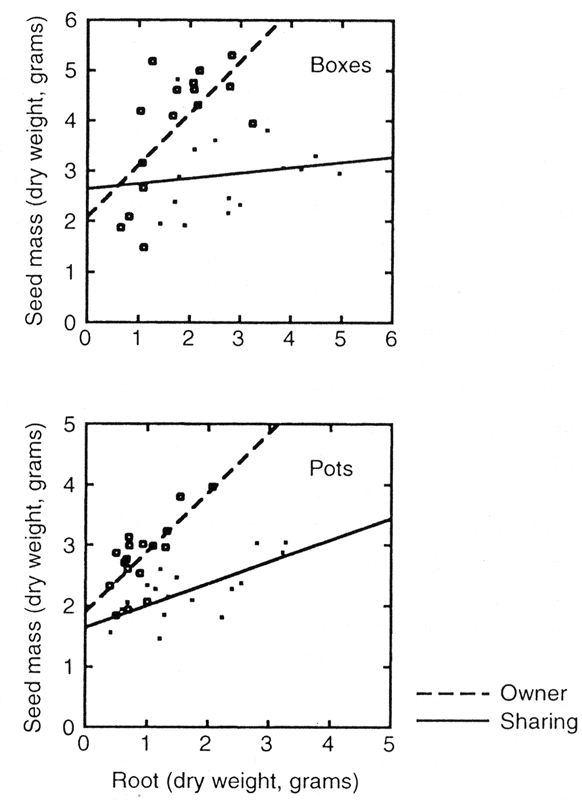 6
5
4
3
2
1
0
Seed mass (dry weight, grams)
Boxes
0 1 2 3 4 5 6
5
4
3
2
1
0
Seed mass (dry weight, grams)
Pots
0 1 2 3 4 5
Root (dry weight, grams)
Owner
Sharing